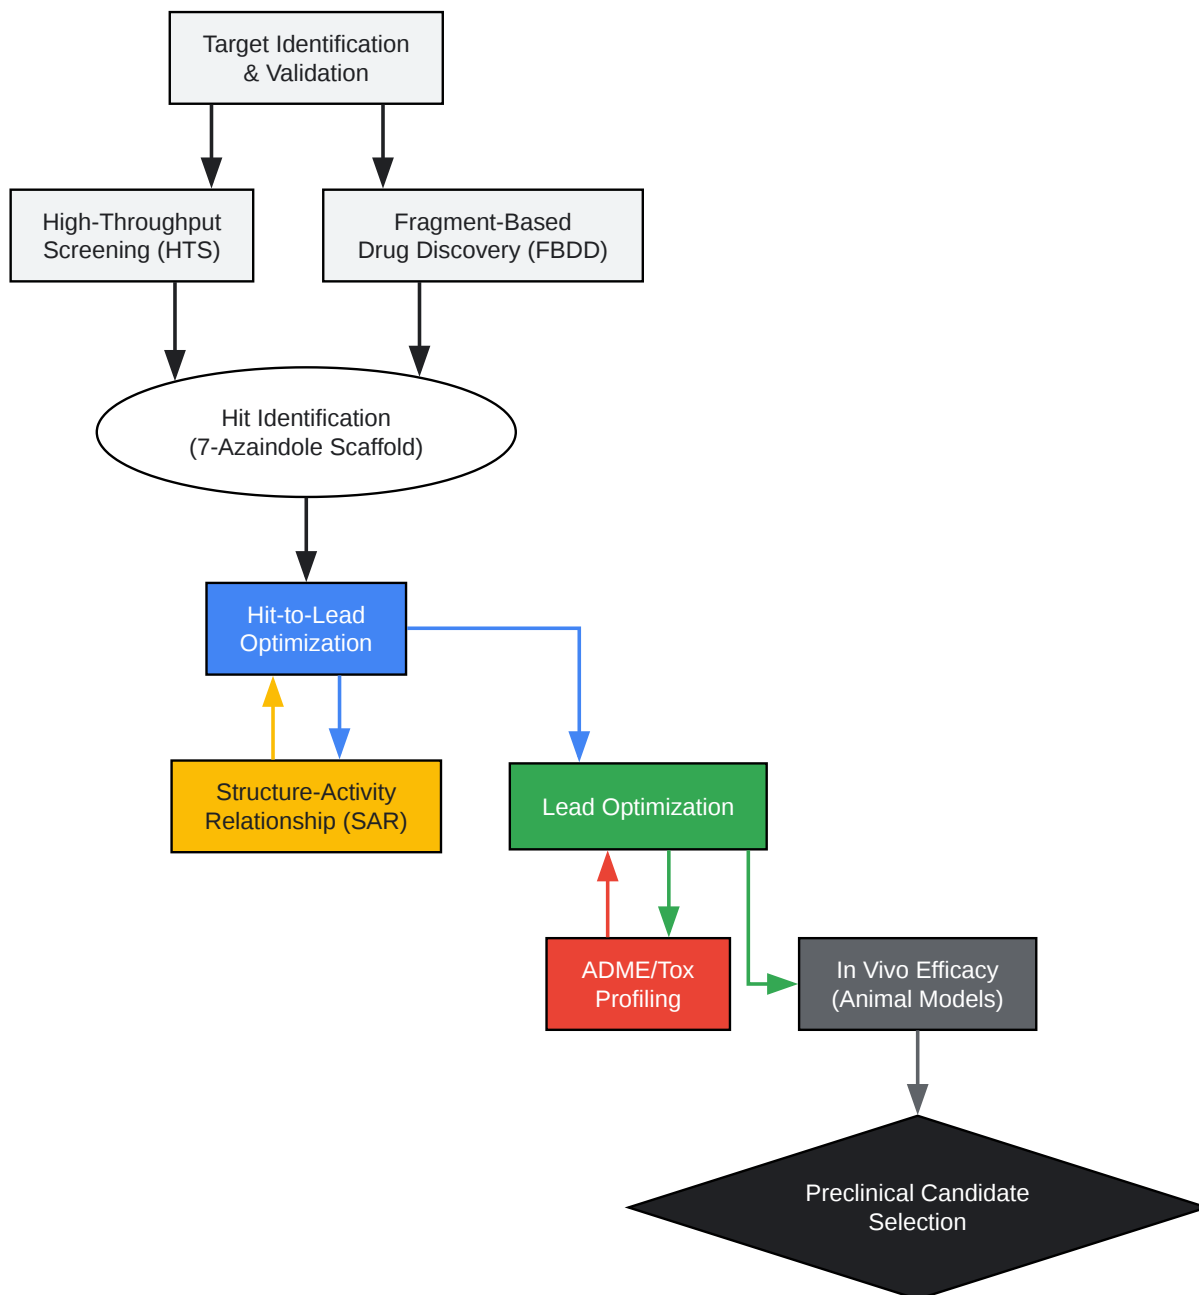 Target Identification
& Validation
High-Throughput
Screening (HTS)
Fragment-Based
Drug Discovery (FBDD)
Hit Identification
(7-Azaindole Scaffold)
Hit-to-Lead
Optimization
Structure-Activity
Relationship (SAR)
Lead Optimization
ADME/Tox
Profiling
In Vivo Efficacy
(Animal Models)
Preclinical Candidate
Selection